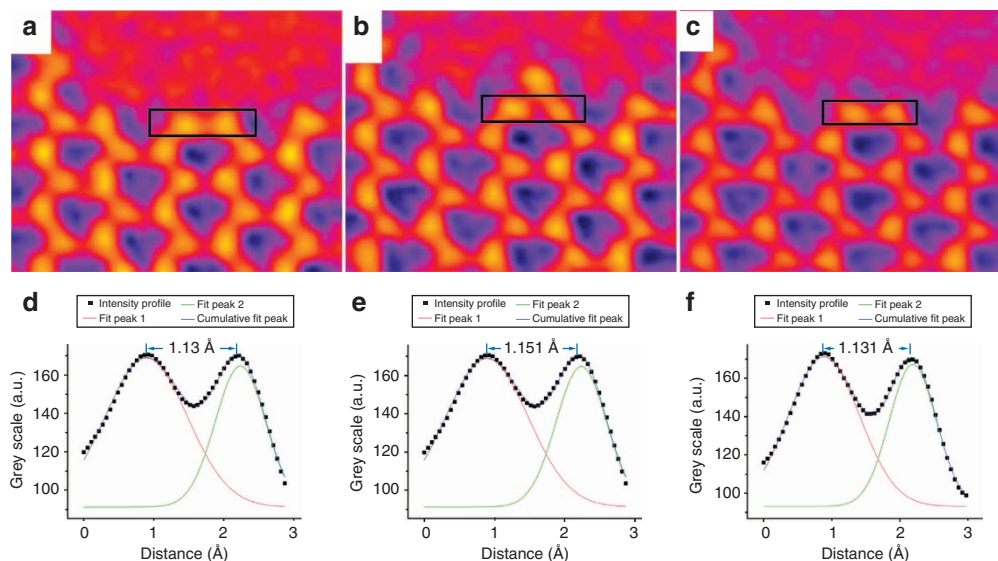 a
b
c
d
e
f
Intensity profile
Fit peak 2
Fit peak 1
Cumulative fit peak
1.13 Å
160
140
120
100
Grey scale (a.u.)
0
1
2
3
Distance (Å)
Intensity profile
Fit peak 2
Fit peak 1
Cumulative fit peak
1.151 Å
160
140
120
100
Grey scale (a.u.)
0
1
2
3
Distance (Å)
Intensity profile
Fit peak 2
Fit peak 1
Cumulative fit peak
1.131 Å
160
140
120
100
Grey scale (a.u.)
0
1
2
3
Distance (Å)